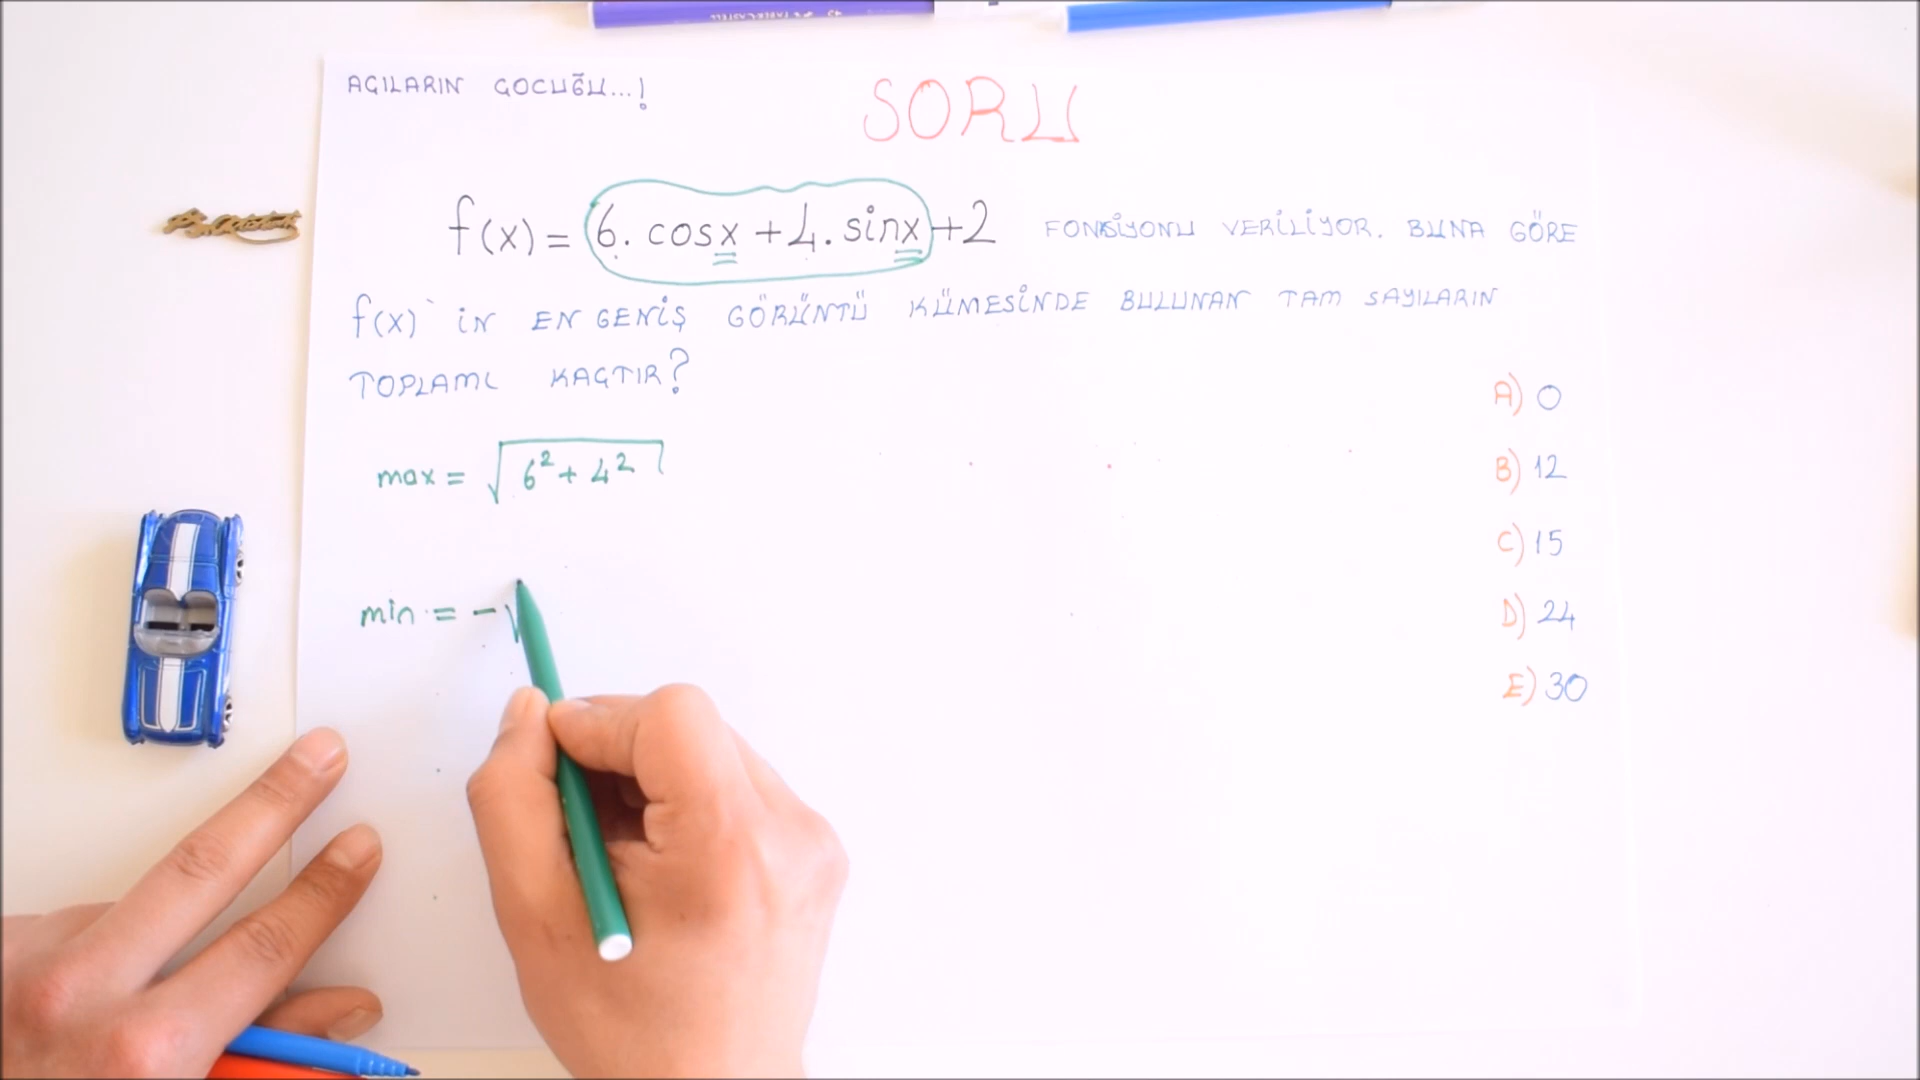 AÇILARIN ÇOCUĞU...!
SORU
f(x) = 6. cosx + 4. sinx + 2 FONKSİYONU VERİLİYOR. BUNA GÖRE
f(x)`in EN GENİŞ GÖRÜNTÜ KÜMESİNDE BULUNAN TAM SAYILARIN
TOPLAMI KAÇTIR?
A) 0
B) 12
C) 15
D) 24
E) 30
max = √6²+4²
min = -√